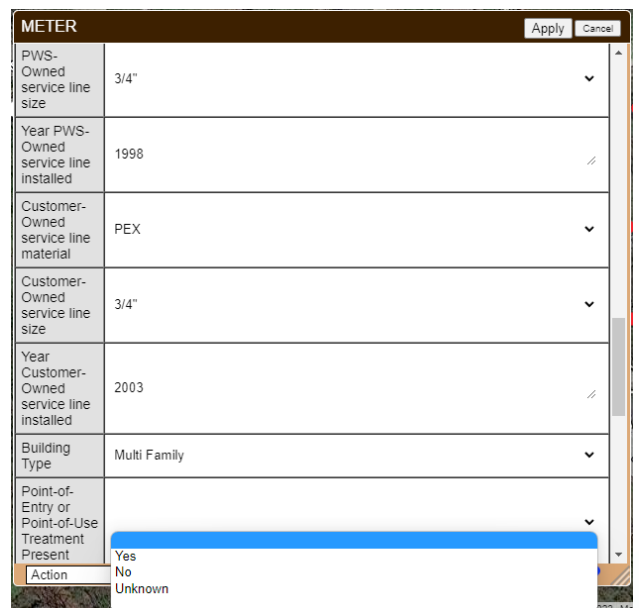 METER
Apply
Cancel
PWS-
Owned
service line
size
3/4"
Year PWS-
Owned
service line
installed
1998
Customer-
Owned
service line
material
PEX
Customer-
Owned
service line
size
3/4"
Year
Customer-
Owned
service line
installed
2003
Building
Type
Multi Family
Point-of-
Entry or
Point-of-Use
Treatment
Present
Yes
No
Unknown
Action